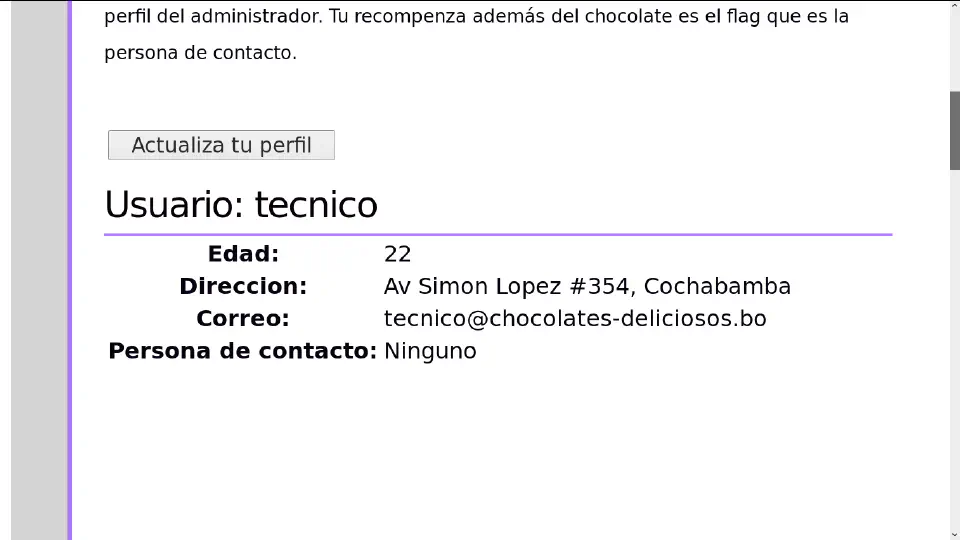 perfil del administrador. Tu recompenza además del chocolate es el flag que es la
persona de contacto.
Actualiza tu perfil
Usuario: tecnico
Edad: 22
Direccion: Av Simon Lopez #354, Cochabamba
Correo: tecnico@chocolates-deliciosos.bo
Persona de contacto: Ninguno